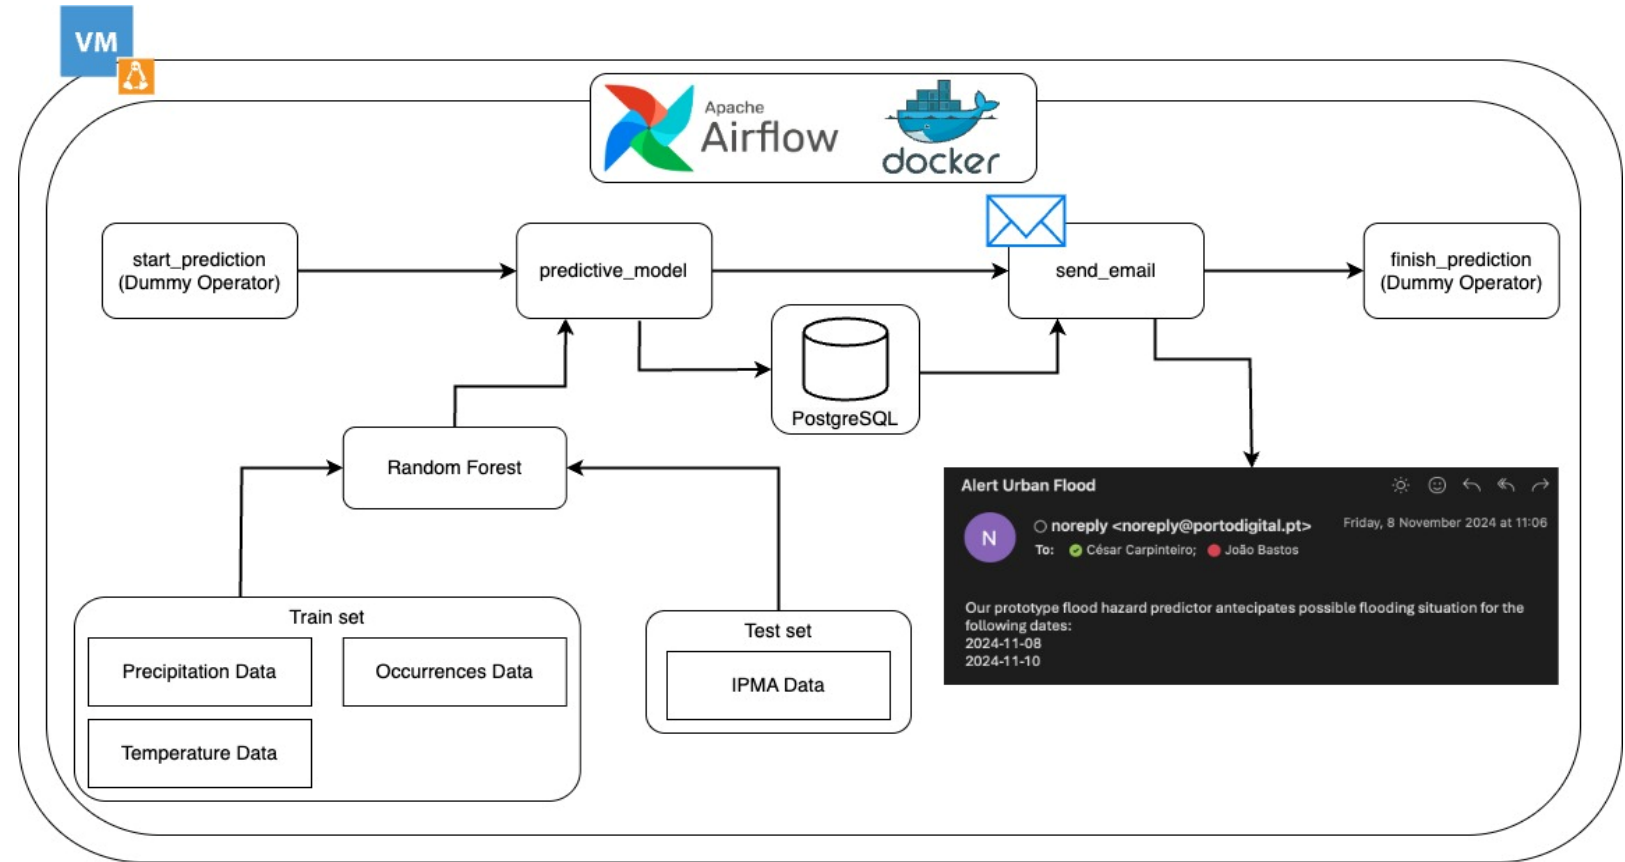 VM
Apache
Airflow
docker
start_prediction
(Dummy Operator)
predictive_model
send_email
finish_prediction
(Dummy Operator)
PostgreSQL
Random Forest
Train set
Precipitation Data
Occurrences Data
Temperature Data
Test set
IPMA Data
Alert Urban Flood
N
noreply <noreply@portodigital.pt>
Friday, 8 November 2024 at 11:06
To: César Carpinteiro; João Bastos
Our prototype flood hazard predictor antecipates possible flooding situation for the
following dates:
2024-11-08
2024-11-10